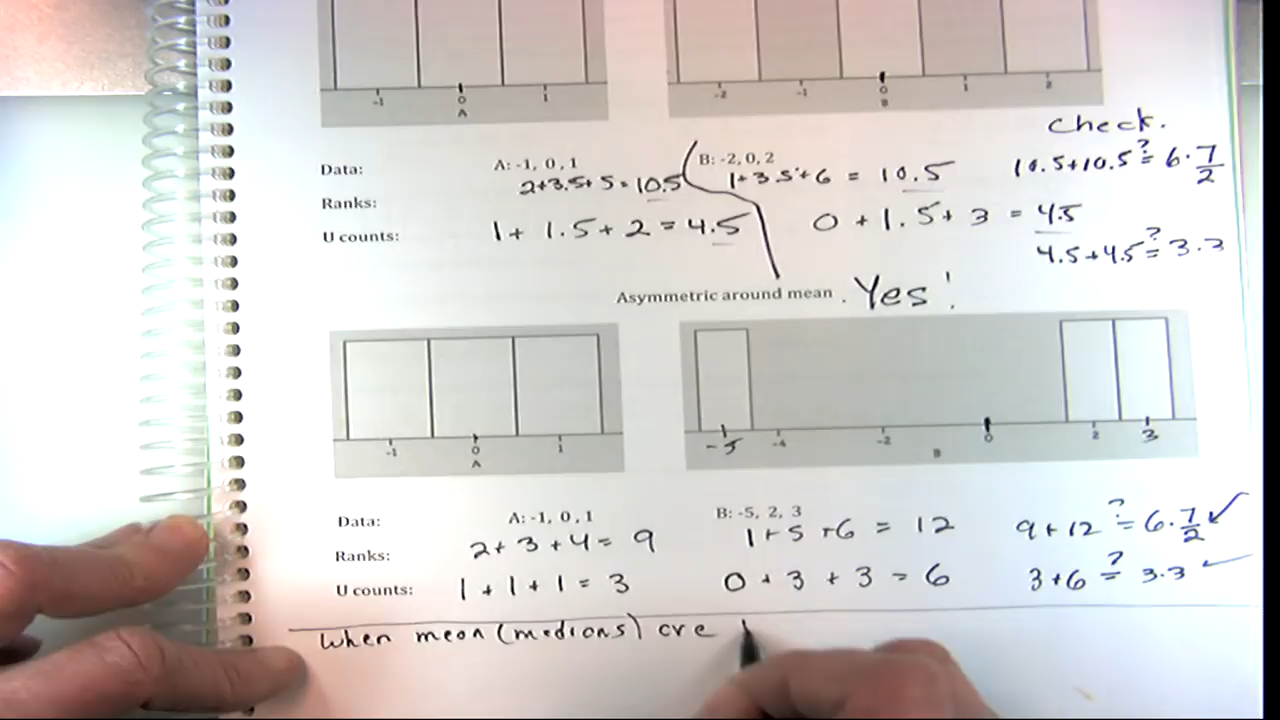 -1 0 1
A
-2 -1 0 1 2
B
Check.
Data: A: -1, 0, 1 B: -2, 0, 2
10.5+10.5 ?= 6·7/2
Ranks: 2+3.5+5=10.5 1+3.5+6 = 10.5
U counts: 1+ 1.5+2=4.5 0+1.5+3 = 4.5
4.5+4.5 ?= 3·3
Asymmetric around mean . Yes!
-1 0 1
A
-5 -4 -2 0 2 3
B
Data: A: -1, 0, 1 B: -5, 2, 3
Ranks: 2+3+4= 9 1+5+6 = 12 9+12 ?= 6·7/2 ✓
U counts: 1+1+1 = 3 0+3+3 = 6 3+6 ?= 3·3 ✓
When mean(medians) are